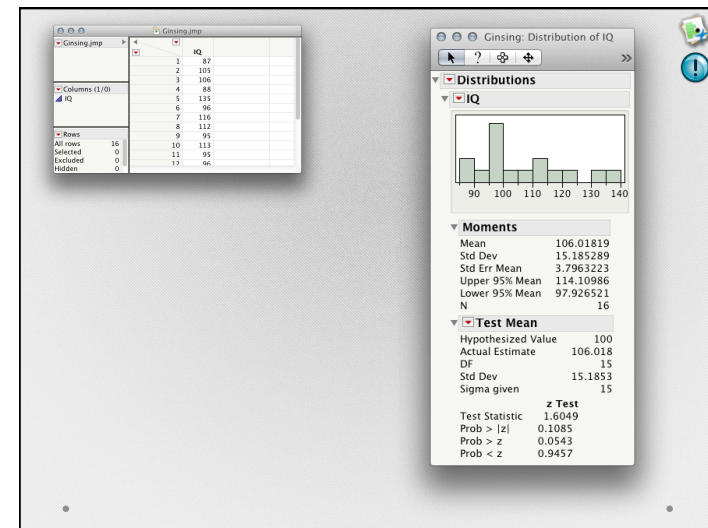 Ginsing.jmp
Ginsing.jmp
Columns (1/0)
IQ
Rows
All rows 16
Selected 0
Excluded 0
Hidden 0
IQ
1 87
2 105
3 106
4 88
5 135
6 96
7 116
8 112
9 95
10 113
11 95
12 96
Ginsing: Distribution of IQ
?
»
Distributions
IQ
90 100 110 120 130 140
Moments
Mean 106.01819
Std Dev 15.185289
Std Err Mean 3.7963223
Upper 95% Mean 114.10986
Lower 95% Mean 97.926521
N 16
Test Mean
Hypothesized Value 100
Actual Estimate 106.018
DF 15
Std Dev 15.1853
Sigma given 15
z Test
Test Statistic 1.6049
Prob > |z| 0.1085
Prob > z 0.0543
Prob < z 0.9457